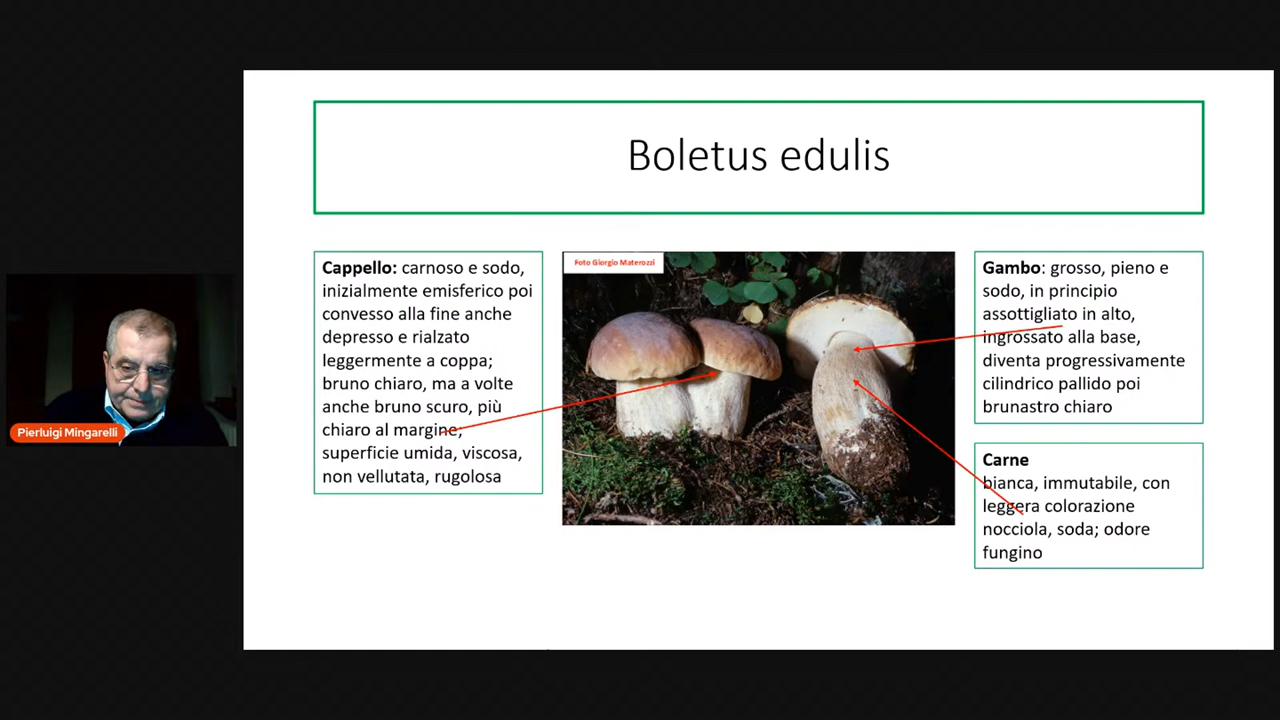 Boletus edulis
Cappello: carnoso e sodo,
inizialmente emisferico poi
convesso alla fine anche
depresso e rialzato
leggermente a coppa;
bruno chiaro, ma a volte
anche bruno scuro, più
chiaro al margine;
superficie umida, viscosa,
non vellutata, rugolosa
Foto Giorgio Materozzi
Gambo: grosso, pieno e
sodo, in principio
assottigliato in alto,
ingrossato alla base,
diventa progressivamente
cilindrico pallido poi
brunastro chiaro
Carne
bianca, immutabile, con
leggera colorazione
nocciola, soda; odore
fungino
Pierluigi Mingarelli